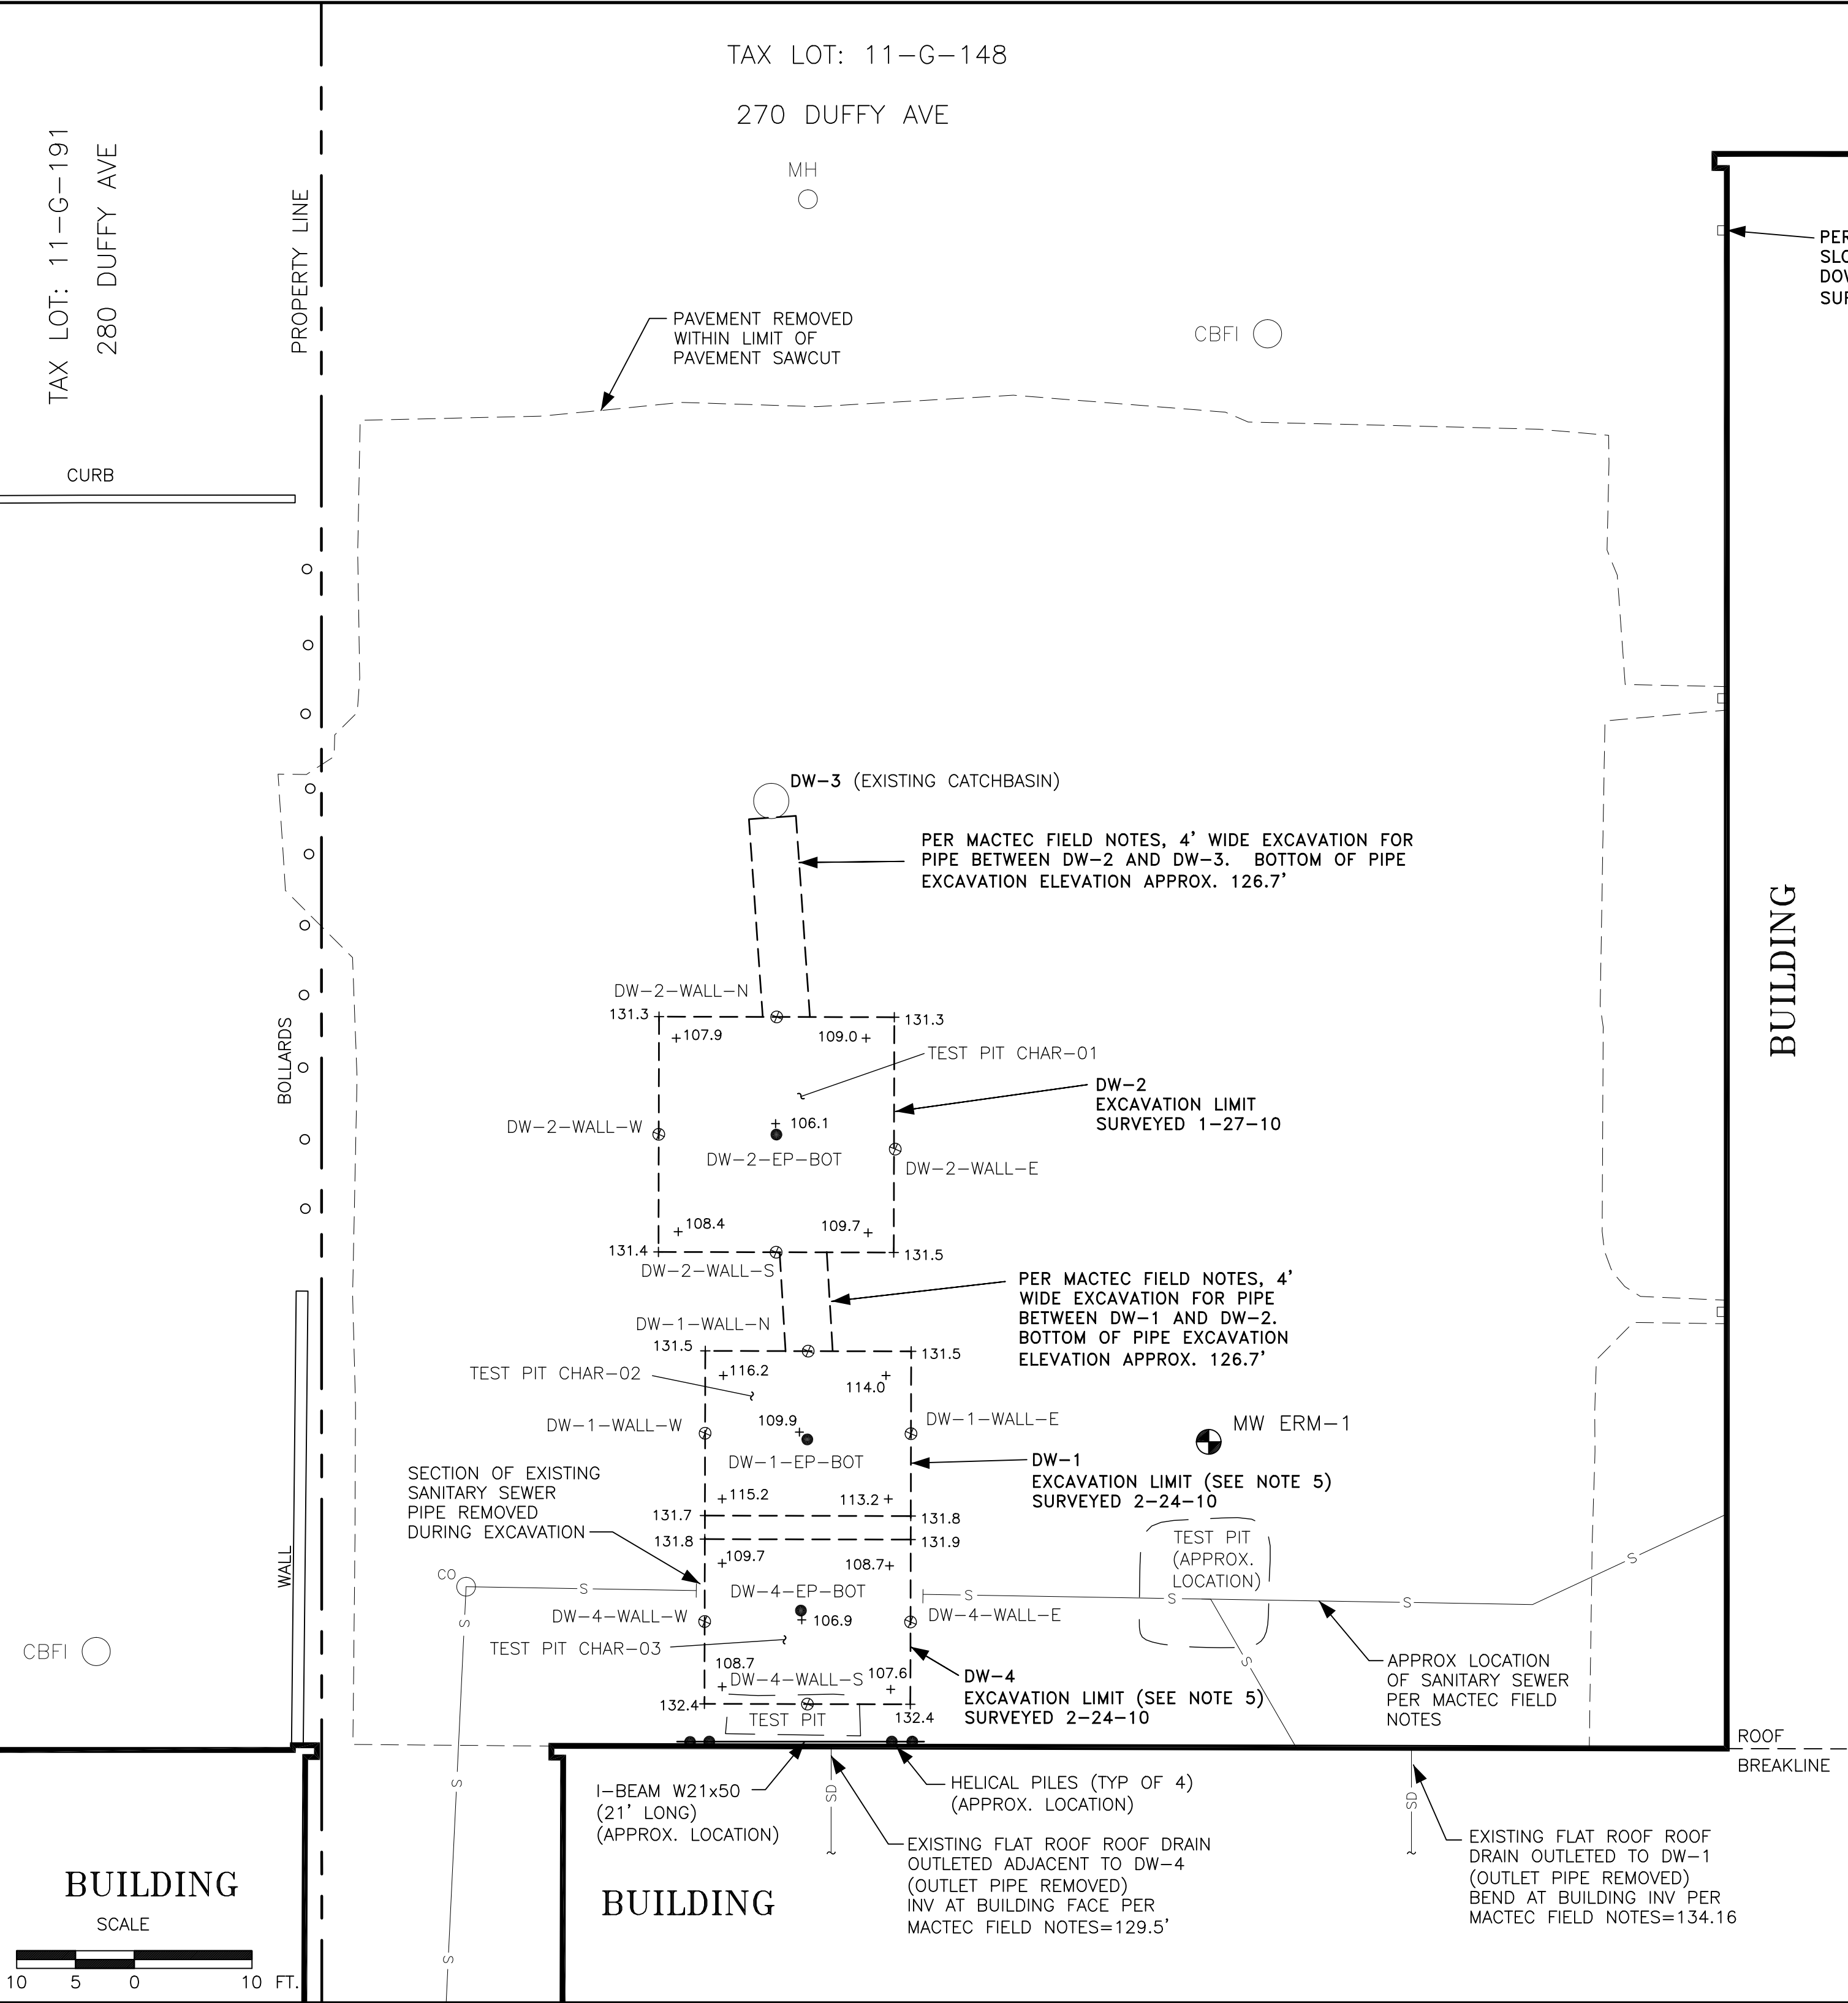 TAX LOT: 11-G-148
270 DUFFY AVE
TAX LOT: 11-G-191
280 DUFFY AVE
PROPERTY LINE
MH
PAVEMENT REMOVED
WITHIN LIMIT OF
PAVEMENT SAWCUT
CBFI
CURB
DW-3 (EXISTING CATCHBASIN)
PER MACTEC FIELD NOTES, 4' WIDE EXCAVATION FOR
PIPE BETWEEN DW-2 AND DW-3. BOTTOM OF PIPE
EXCAVATION ELEVATION APPROX. 126.7'
BUILDING
BOLLARDS
DW-2-WALL-N
131.3
131.3
107.9
109.0
TEST PIT CHAR-01
DW-2
EXCAVATION LIMIT
SURVEYED 1-27-10
DW-2-WALL-W
106.1
DW-2-EP-BOT
DW-2-WALL-E
108.4
109.7
131.4
131.5
DW-2-WALL-S
PER MACTEC FIELD NOTES, 4'
WIDE EXCAVATION FOR PIPE
BETWEEN DW-1 AND DW-2.
BOTTOM OF PIPE EXCAVATION
ELEVATION APPROX. 126.7'
DW-1-WALL-N
131.5
131.5
TEST PIT CHAR-02
116.2
114.0
DW-1-WALL-W
109.9
DW-1-WALL-E
MW ERM-1
DW-1-EP-BOT
DW-1
EXCAVATION LIMIT (SEE NOTE 5)
SURVEYED 2-24-10
SECTION OF EXISTING
SANITARY SEWER
PIPE REMOVED
DURING EXCAVATION
115.2
113.2
131.7
131.8
131.8
131.9
TEST PIT
(APPROX.
LOCATION)
WALL
CO
S
S
S
S
S
S
S
S
S
109.7
108.7
DW-4-EP-BOT
DW-4-WALL-W
106.9
DW-4-WALL-E
TEST PIT CHAR-03
CBFI
108.7
107.6
DW-4-WALL-S
DW-4
EXCAVATION LIMIT (SEE NOTE 5)
SURVEYED 2-24-10
132.4
132.4
TEST PIT
APPROX LOCATION
OF SANITARY SEWER
PER MACTEC FIELD
NOTES
ROOF
BREAKLINE
I-BEAM W21x50
(21' LONG)
(APPROX. LOCATION)
SD
SD
HELICAL PILES (TYP OF 4)
(APPROX. LOCATION)
EXISTING FLAT ROOF ROOF DRAIN
OUTLETED ADJACENT TO DW-4
(OUTLET PIPE REMOVED)
INV AT BUILDING FACE PER
MACTEC FIELD NOTES=129.5'
EXISTING FLAT ROOF ROOF
DRAIN OUTLETED TO DW-1
(OUTLET PIPE REMOVED)
BEND AT BUILDING INV PER
MACTEC FIELD NOTES=134.16
BUILDING
BUILDING
SCALE
10 5 0 10 FT.